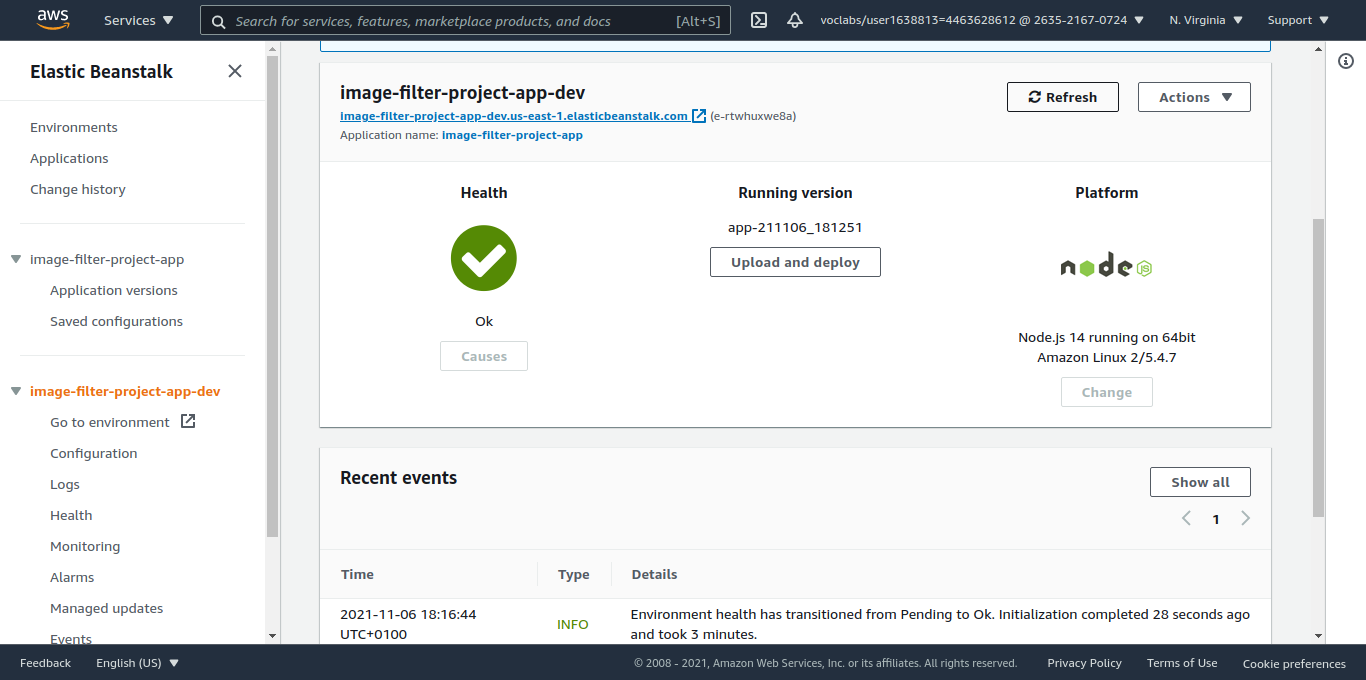 aws
Services ▼
Search for services, features, marketplace products, and docs [Alt+S]
voclabs/user1638813=4463628612 @ 2635-2167-0724 ▼
N. Virginia ▼
Support ▼
Elastic Beanstalk
Environments
Applications
Change history
image-filter-project-app
Application versions
Saved configurations
image-filter-project-app-dev
Go to environment
Configuration
Logs
Health
Monitoring
Alarms
Managed updates
Events
image-filter-project-app-dev
image-filter-project-app-dev.us-east-1.elasticbeanstalk.com (e-rtwhuxwe8a)
Application name: image-filter-project-app
Refresh
Actions ▼
Health
Ok
Causes
Running version
app-211106_181251
Upload and deploy
Platform
node JS
Node.js 14 running on 64bit
Amazon Linux 2/5.4.7
Change
Recent events
Show all
1
Time Type Details
2021-11-06 18:16:44
UTC+0100
INFO
Environment health has transitioned from Pending to Ok. Initialization completed 28 seconds ago
and took 3 minutes.
Feedback
English (US) ▼
© 2008 - 2021, Amazon Web Services, Inc. or its affiliates. All rights reserved.
Privacy Policy
Terms of Use
Cookie preferences